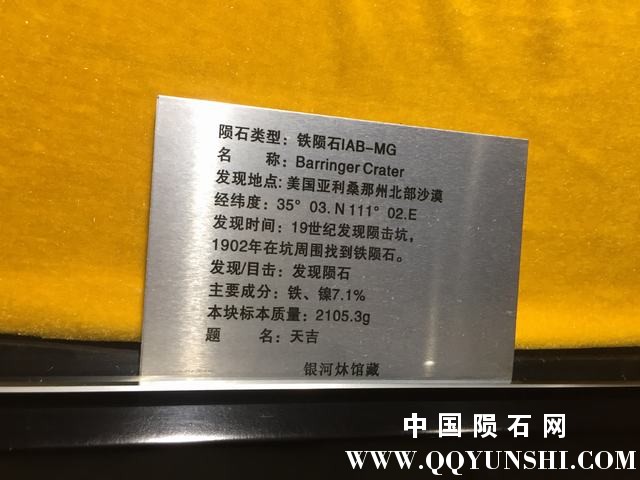 陨石类型：铁陨石IAB-MG
名　　称：Barringer Crater
发现地点：美国亚利桑那州北部沙漠
经纬度：35° 03. N 111° 02. E
发现时间：19世纪发现陨击坑，
1902年在坑周围找到铁陨石。
发现/目击：发现陨石
主要成分：铁、镍7.1%
本块标本质量：2105.3g
题　　名：天吉
银河炑馆藏
中国陨石网
WWW.QQYUNSHI.COM